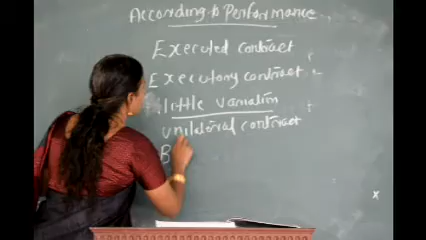 According to Performance.
Executed contract
Executory contract
little variation
unilateral contract
B
x